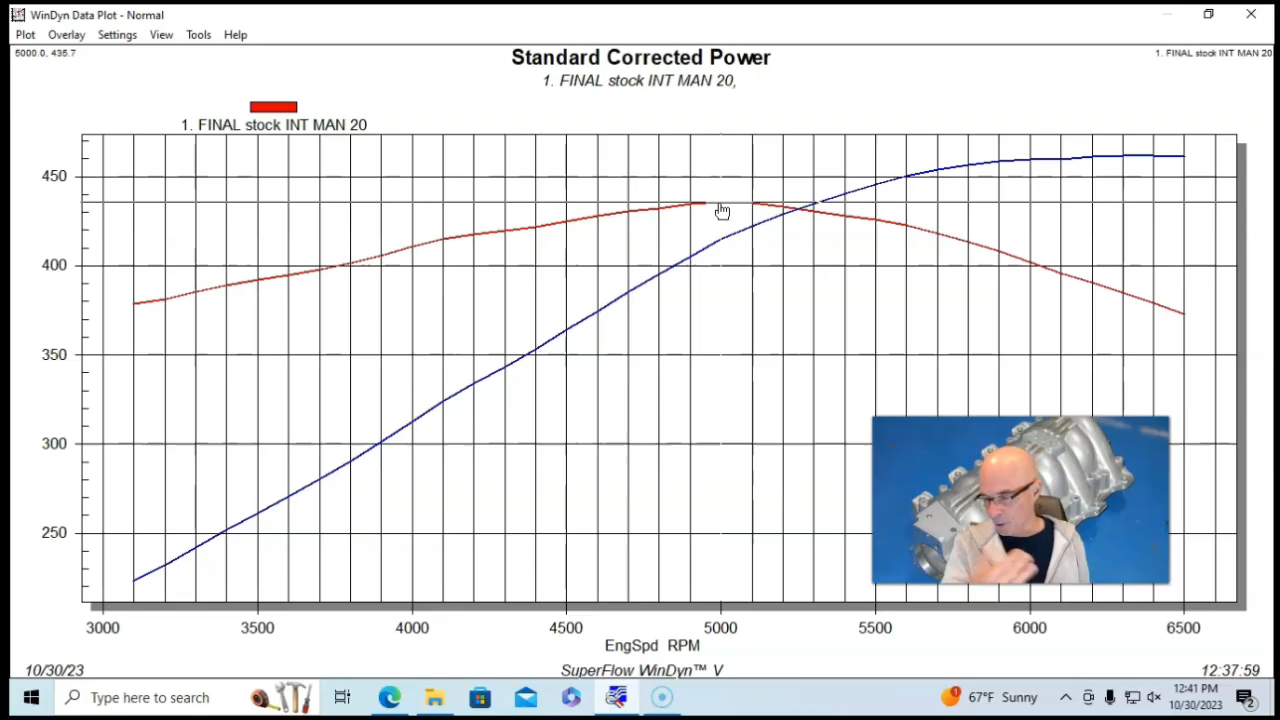 WinDyn Data Plot - Normal
Plot Overlay Settings View Tools Help
5000.0, 435.7
1. FINAL stock INT MAN 20
Standard Corrected Power
1. FINAL stock INT MAN 20,
1. FINAL stock INT MAN 20
450
400
350
300
250
3000 3500 4000 4500 5000 5500 6000 6500
EngSpd RPM
10/30/23 SuperFlow WinDyn™ V 12:37:59
Type here to search
1 67°F Sunny
12:41 PM
10/30/2023
2